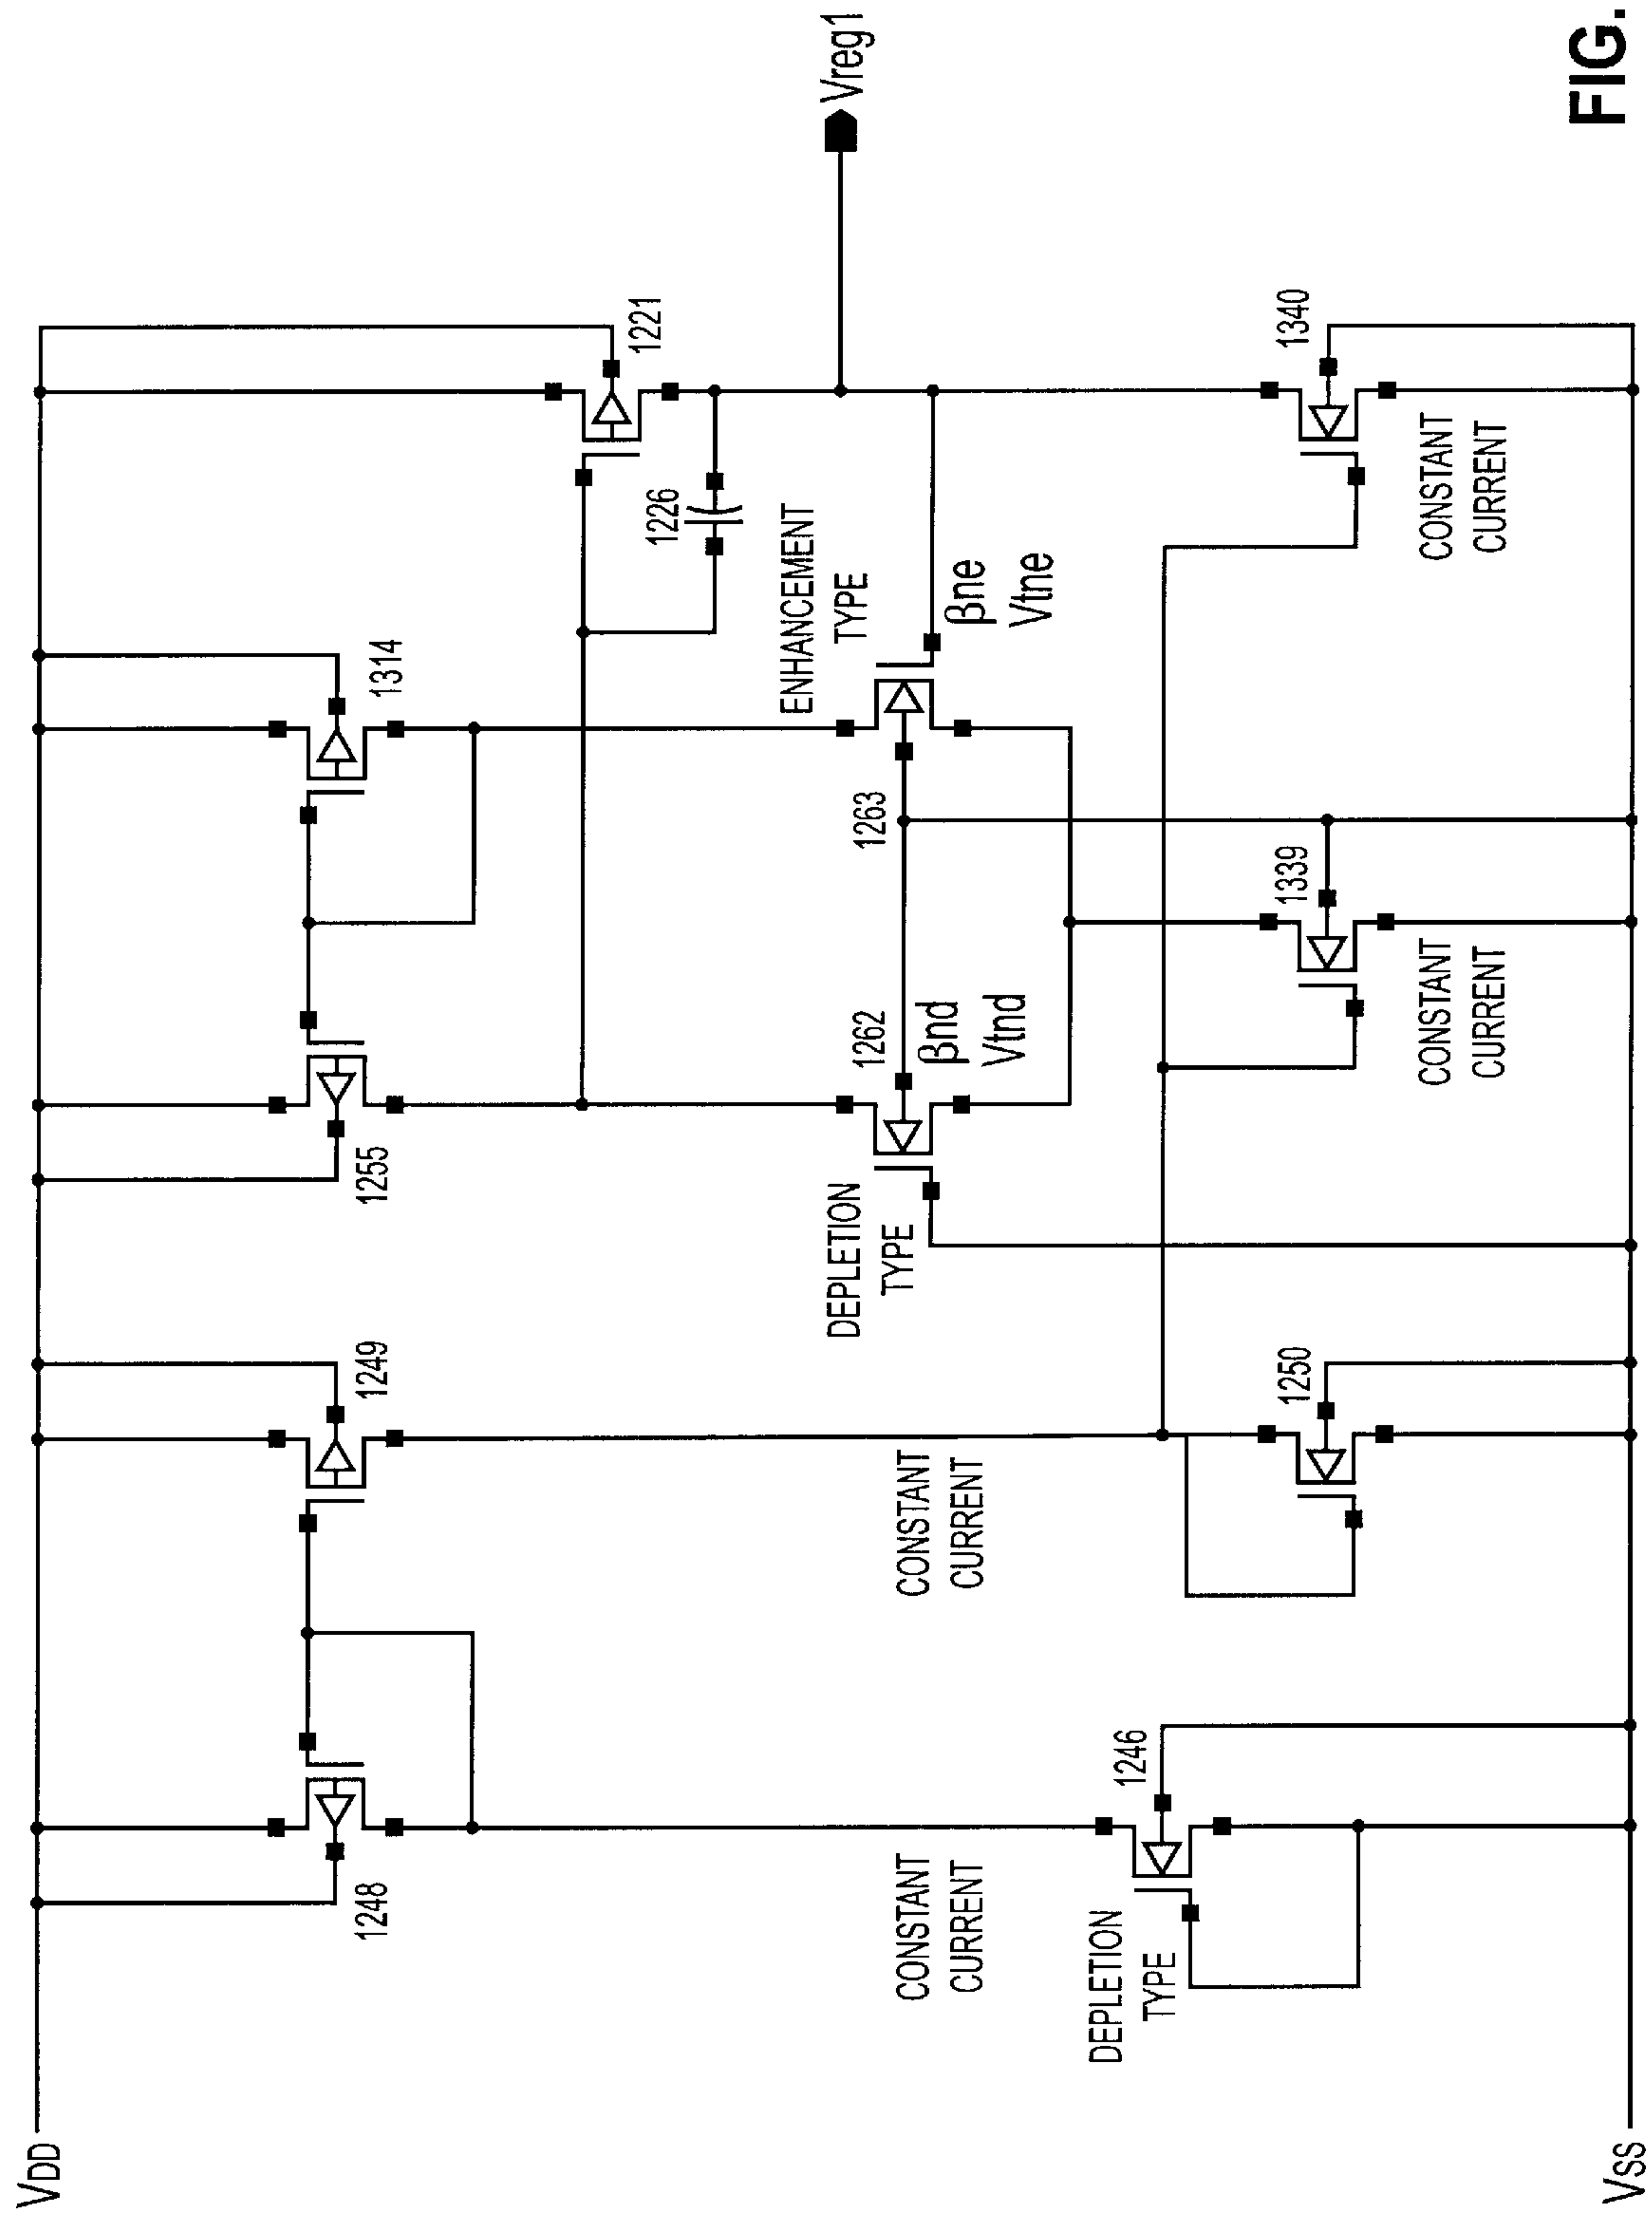 VDD
VSS
1248
1249
1255
1314
1221
1226
CONSTANT
CURRENT
CONSTANT
CURRENT
DEPLETION
TYPE
1246
1250
DEPLETION
TYPE
1262
βnd
Vtnd
1263
ENHANCEMENT
TYPE
βne
Vtne
Vreg1
1339
CONSTANT
CURRENT
1340
CONSTANT
CURRENT
FIG.